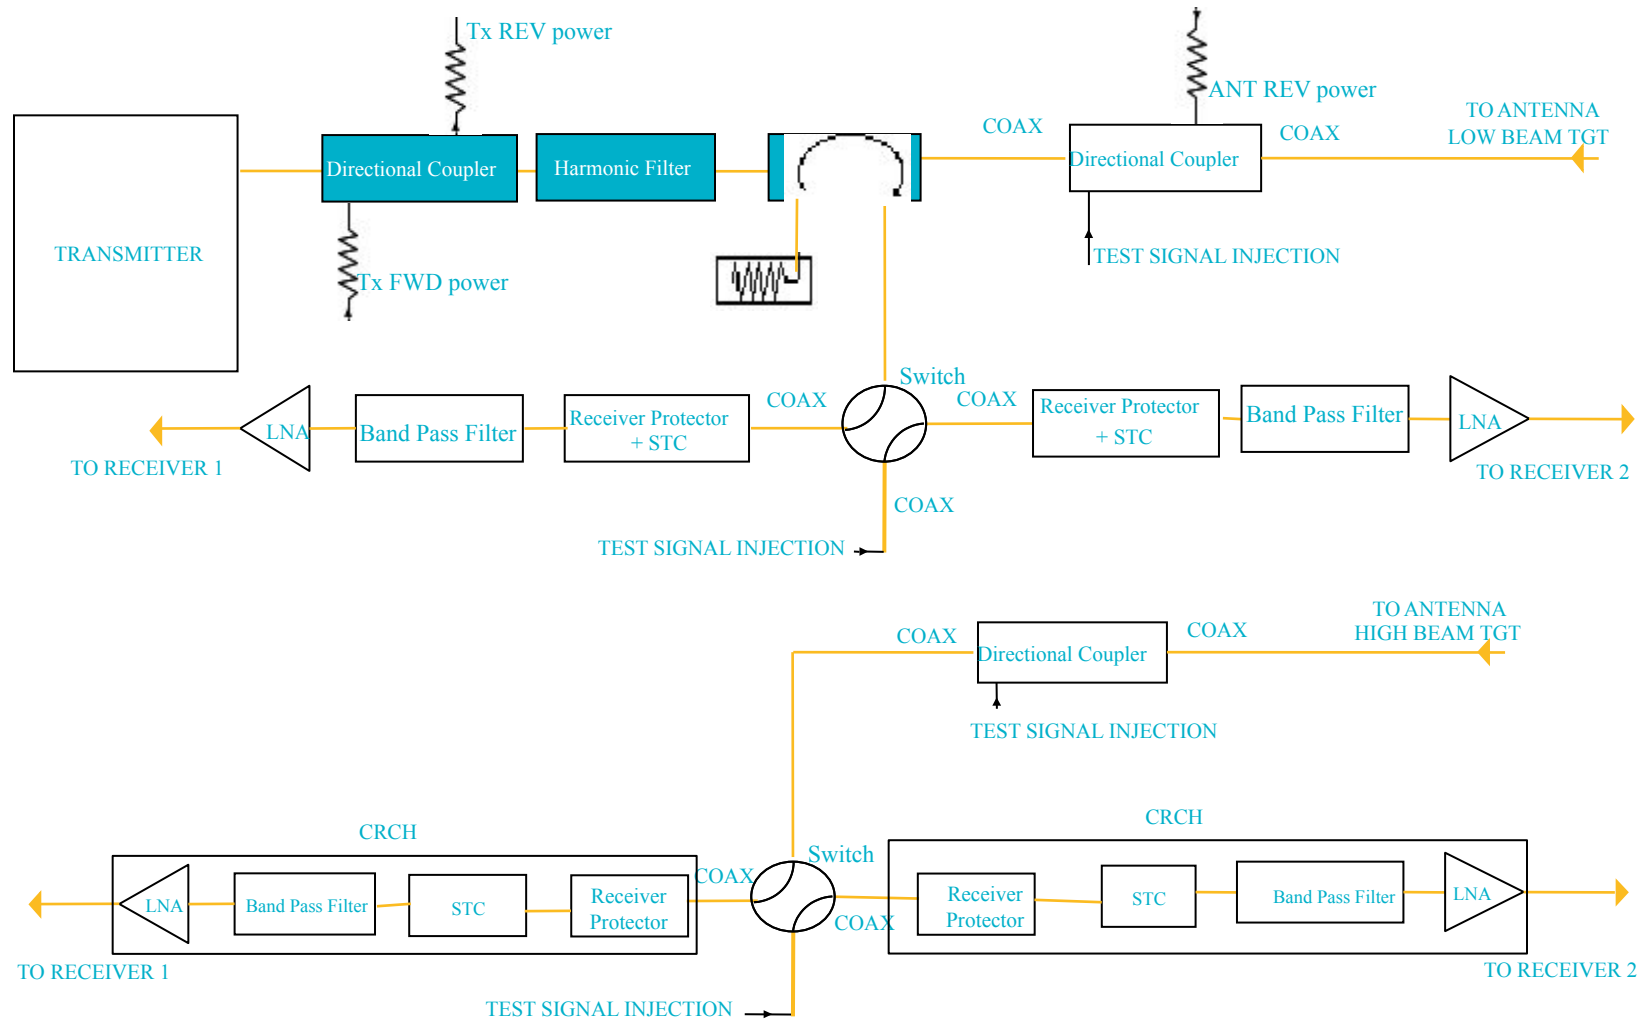 Tx REV power
ANT REV power
TO ANTENNA
LOW BEAM TGT
COAX
COAX
Directional Coupler
Harmonic Filter
Directional Coupler
TRANSMITTER
TEST SIGNAL INJECTION
Tx FWD power
Switch
COAX
COAX
LNA
Band Pass Filter
Receiver Protector
+ STC
Receiver Protector
+ STC
Band Pass Filter
LNA
TO RECEIVER 1
TO RECEIVER 2
COAX
TEST SIGNAL INJECTION
TO ANTENNA
HIGH BEAM TGT
COAX
COAX
Directional Coupler
TEST SIGNAL INJECTION
CRCH
CRCH
Switch
COAX
COAX
LNA
Band Pass Filter
STC
Receiver
Protector
Receiver
Protector
STC
Band Pass Filter
LNA
TO RECEIVER 1
TO RECEIVER 2
TEST SIGNAL INJECTION